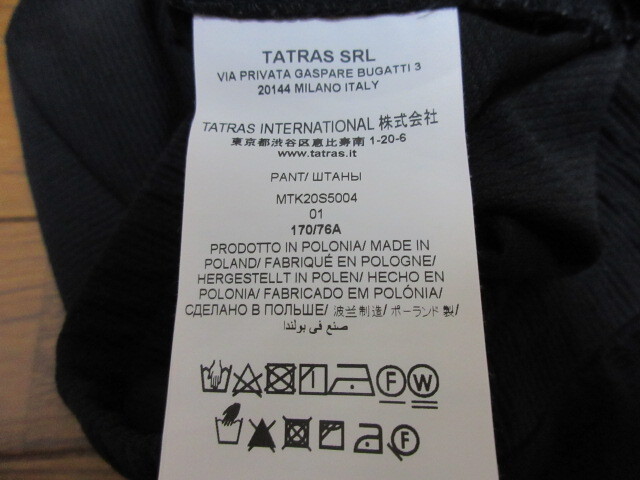 TATRAS SRL
VIA PRIVATA GASPARE BUGATTI 3
20144 MILANO ITALY
TATRAS INTERNATIONAL 株式会社
東京都渋谷区恵比寿南 1-20-6
www.tatras.it
PANT/ ШТАНЫ
MTK20S5004
01
170/76A
PRODOTTO IN POLONIA/ MADE IN
POLAND/ FABRIQUÉ EN POLOGNE/
HERGESTELLT IN POLEN/ HECHO EN
POLONIA/ FABRICADO EM POLÓNIA/
СДЕЛАНО В ПОЛЬШЕ/ 波兰制造/ ポーランド製/
صنع في بولندا
F W
F